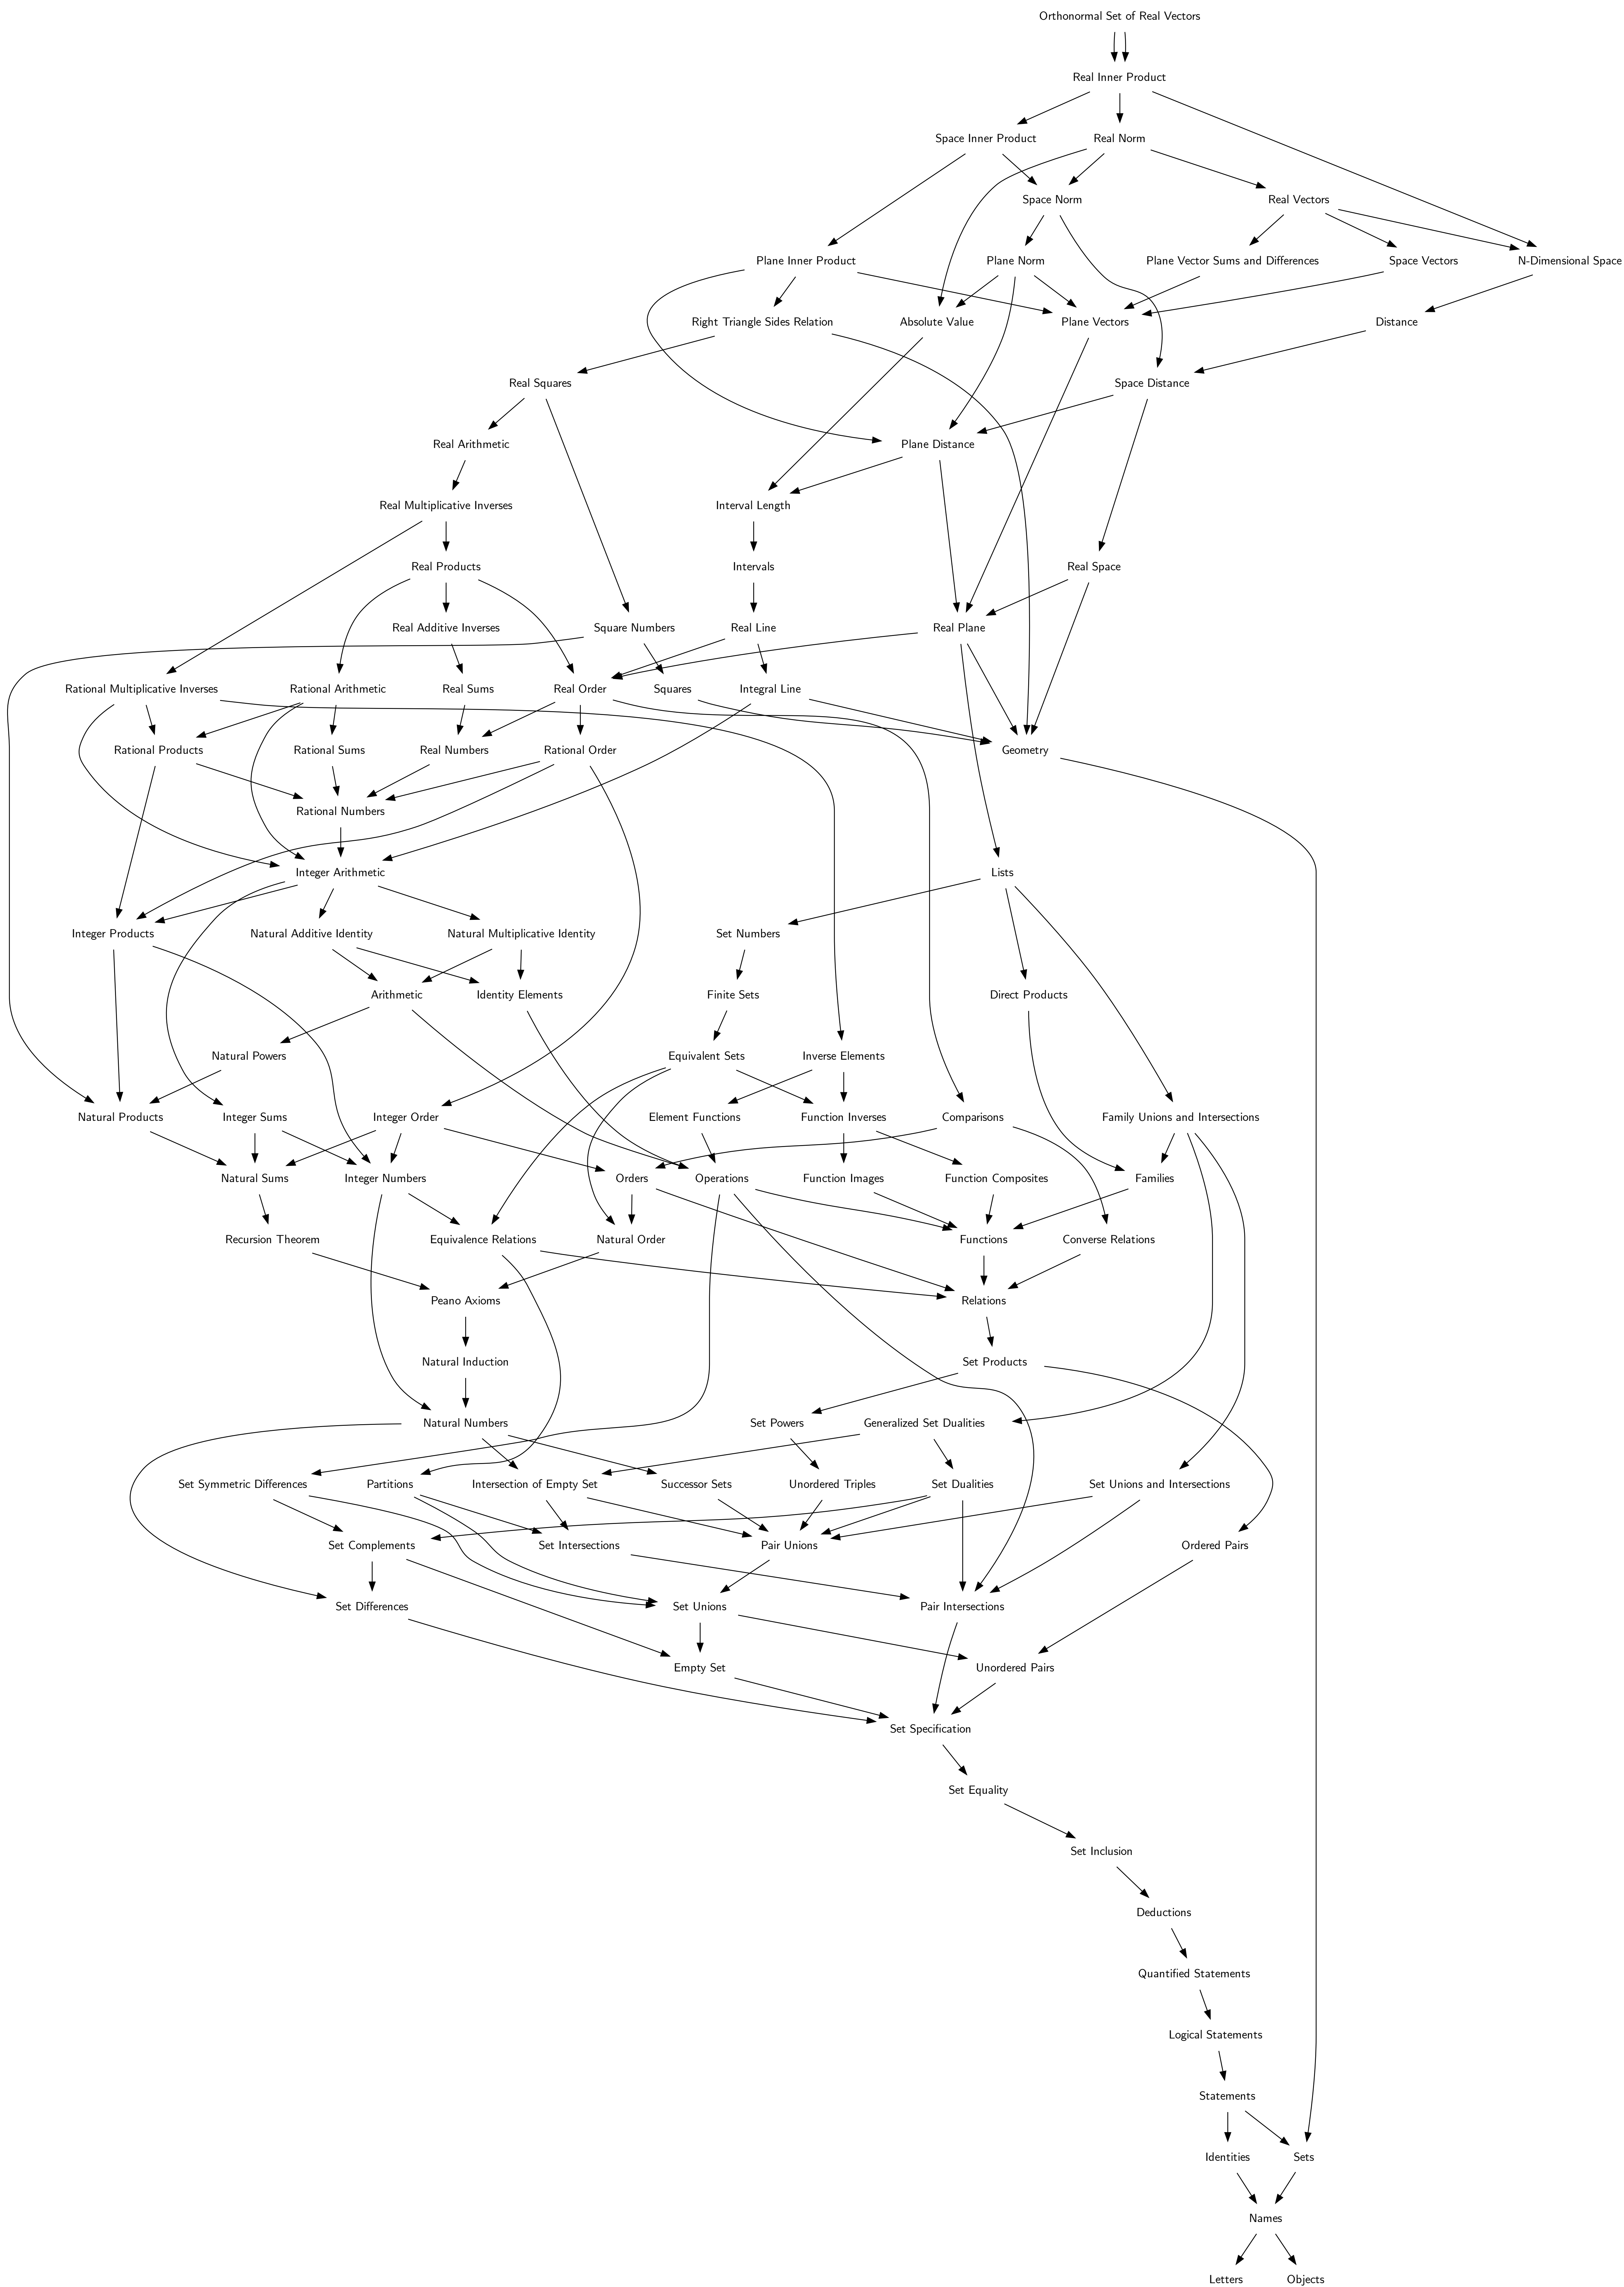 Orthonormal Set of Real Vectors
Real Inner Product
Space Inner Product
Real Norm
Space Norm
Real Vectors
Plane Inner Product
Plane Norm
Plane Vector Sums and Differences
Space Vectors
N-Dimensional Space
Right Triangle Sides Relation
Absolute Value
Plane Vectors
Distance
Real Squares
Space Distance
Real Arithmetic
Plane Distance
Real Multiplicative Inverses
Interval Length
Real Products
Intervals
Real Space
Real Additive Inverses
Square Numbers
Real Line
Real Plane
Rational Multiplicative Inverses
Rational Arithmetic
Real Sums
Real Order
Squares
Integral Line
Rational Products
Rational Sums
Real Numbers
Rational Order
Geometry
Rational Numbers
Integer Arithmetic
Lists
Integer Products
Natural Additive Identity
Natural Multiplicative Identity
Set Numbers
Arithmetic
Identity Elements
Finite Sets
Direct Products
Natural Powers
Equivalent Sets
Inverse Elements
Natural Products
Integer Sums
Integer Order
Element Functions
Function Inverses
Comparisons
Family Unions and Intersections
Natural Sums
Integer Numbers
Orders
Operations
Function Images
Function Composites
Families
Recursion Theorem
Equivalence Relations
Natural Order
Functions
Converse Relations
Peano Axioms
Relations
Natural Induction
Set Products
Natural Numbers
Set Powers
Generalized Set Dualities
Set Symmetric Differences
Partitions
Intersection of Empty Set
Successor Sets
Unordered Triples
Set Dualities
Set Unions and Intersections
Set Complements
Set Intersections
Pair Unions
Ordered Pairs
Set Differences
Set Unions
Pair Intersections
Empty Set
Unordered Pairs
Set Specification
Set Equality
Set Inclusion
Deductions
Quantified Statements
Logical Statements
Statements
Identities
Sets
Names
Letters
Objects